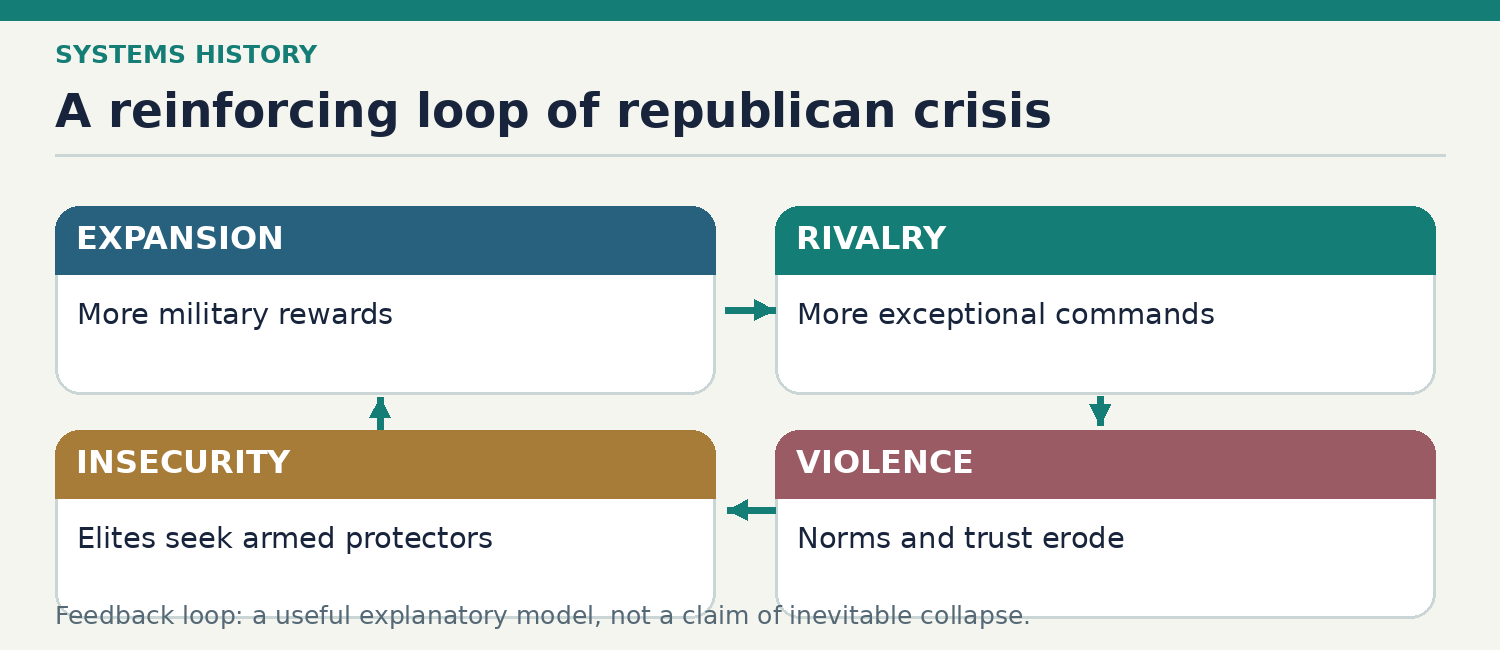 SYSTEMS HISTORY
A reinforcing loop of republican crisis
EXPANSION
More military rewards
RIVALRY
More exceptional commands
INSECURITY
Elites seek armed protectors
VIOLENCE
Norms and trust erode
Feedback loop: a useful explanatory model, not a claim of inevitable collapse.